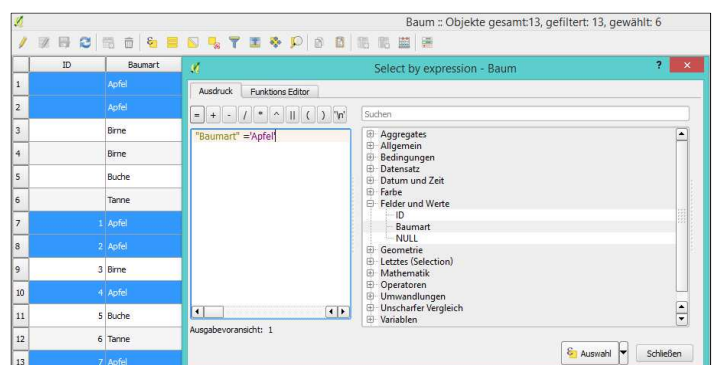 Baum :: Objekte gesamt:13, gefiltert: 13, gewählt: 6
ID Baumart
1 Apfel
2 Apfel
3 Birne
4 Birne
5 Buche
6 Tanne
7 1 Apfel
8 2 Apfel
9 3 Birne
10 4 Apfel
11 5 Buche
12 6 Tanne
13 7 Apfel
Select by expression - Baum ? ×
Ausdruck Funktions Editor
= + - / * ^ || ( ) '\n'
"Baumart" ='Apfel'
Ausgabevoransicht: 1
Suchen
Aggregates
Allgemein
Bedingungen
Datensatz
Datum und Zeit
Farbe
Felder und Werte
ID
Baumart
NULL
Geometrie
Letztes (Selection)
Mathematik
Operatoren
Umwandlungen
Unscharfer Vergleich
Variablen
Auswahl Schließen